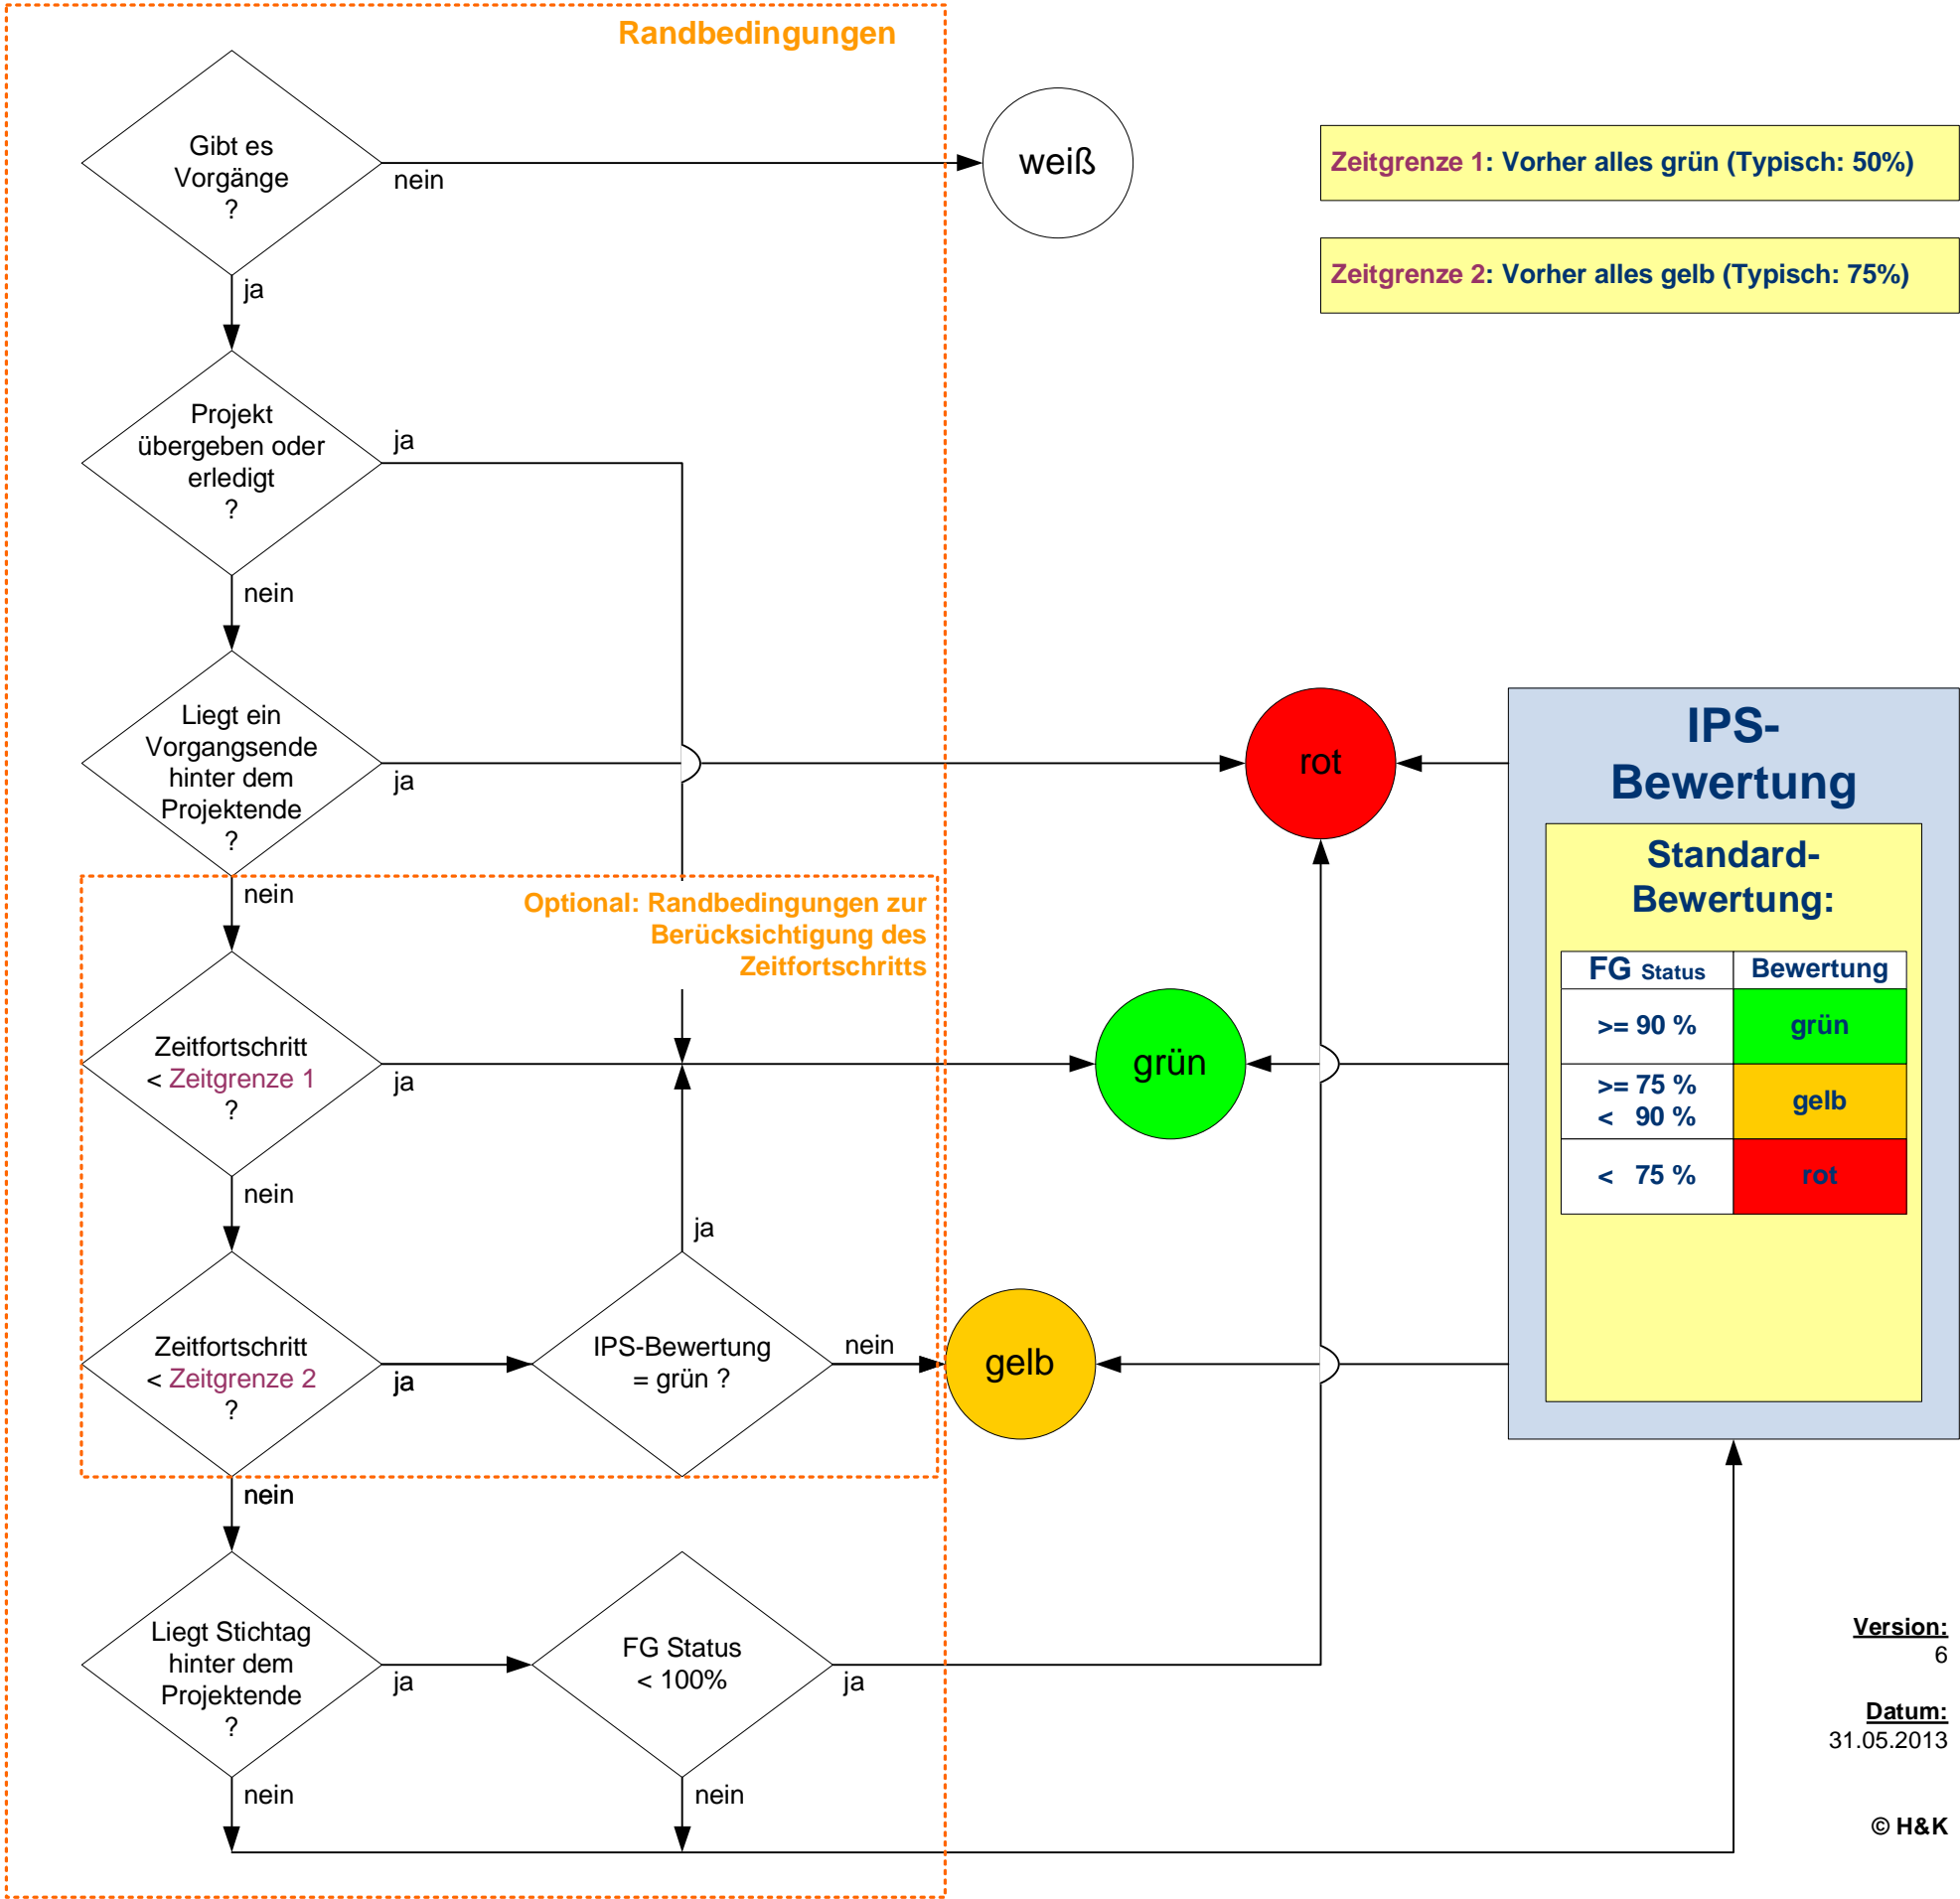 Randbedingungen
Gibt es
Vorgänge
?
nein
weiß
ja
Zeitgrenze 1: Vorher alles grün (Typisch: 50%)
Zeitgrenze 2: Vorher alles gelb (Typisch: 75%)
Projekt
übergeben oder
erledigt
?
ja
nein
Liegt ein
Vorgangsende
hinter dem
Projektende
?
ja
nein
rot
Optional: Randbedingungen zur
Berücksichtigung des
Zeitfortschritts
Zeitfortschritt
< Zeitgrenze 1
?
ja
nein
grün
Zeitfortschritt
< Zeitgrenze 2
?
ja
nein
IPS-Bewertung
= grün ?
ja
nein
gelb
Liegt Stichtag
hinter dem
Projektende
?
ja
nein
FG Status
< 100%
ja
nein
IPS-
Bewertung
Standard-
Bewertung:
FG Status Bewertung
>= 90 % grün
>= 75 %
< 90 %
gelb
< 75 % rot
Version:
6
Datum:
31.05.2013
© H&K